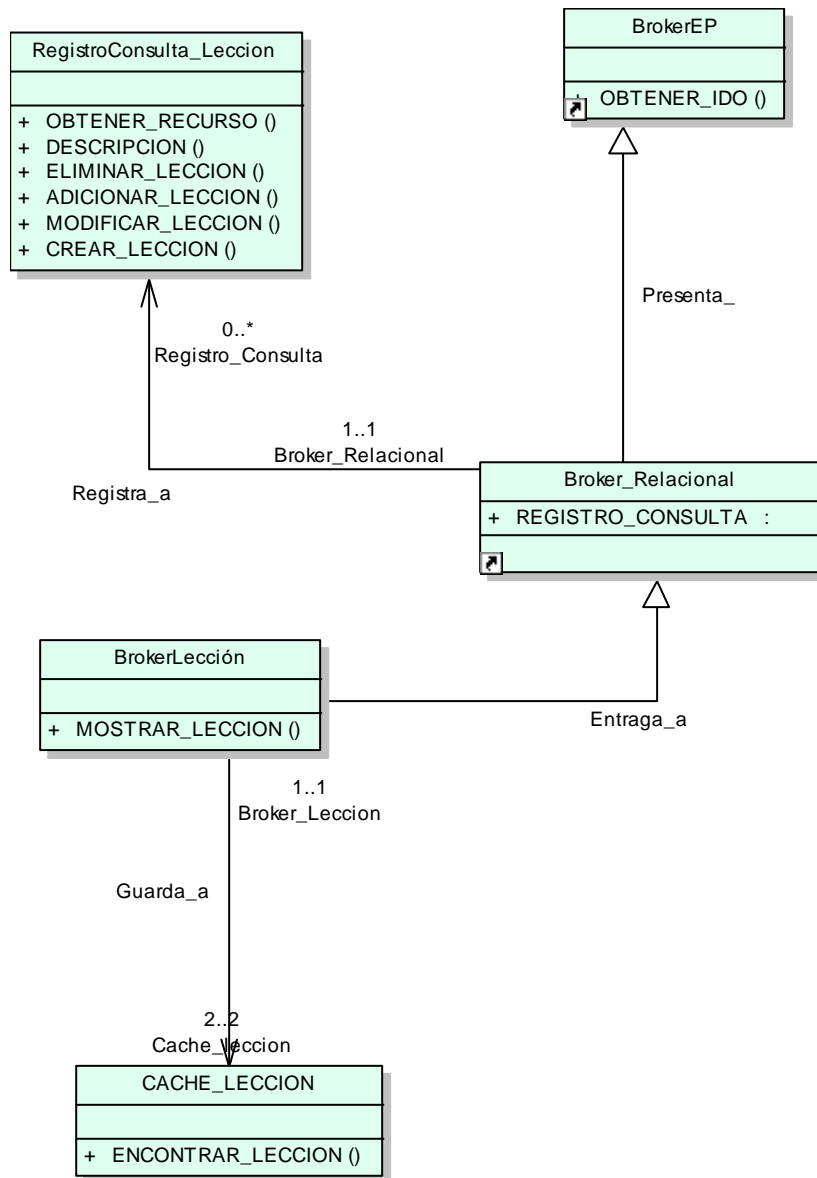 RegistroConsulta_Leccion
+ OBTENER_RECURSO ()
+ DESCRIPCION ()
+ ELIMINAR_LECCION ()
+ ADICIONAR_LECCION ()
+ MODIFICAR_LECCION ()
+ CREAR_LECCION ()
BrokerEP
+ OBTENER_IDO ()
Presenta_
0..*
Registro_Consulta
1..1
Broker_Relacional
Registra_a
Broker_Relacional
+ REGISTRO_CONSULTA :
BrokerLección
+ MOSTRAR_LECCION ()
Entraga_a
1..1
Broker_Leccion
Guarda_a
2..2
Cache_leccion
CACHE_LECCION
+ ENCONTRAR_LECCION ()